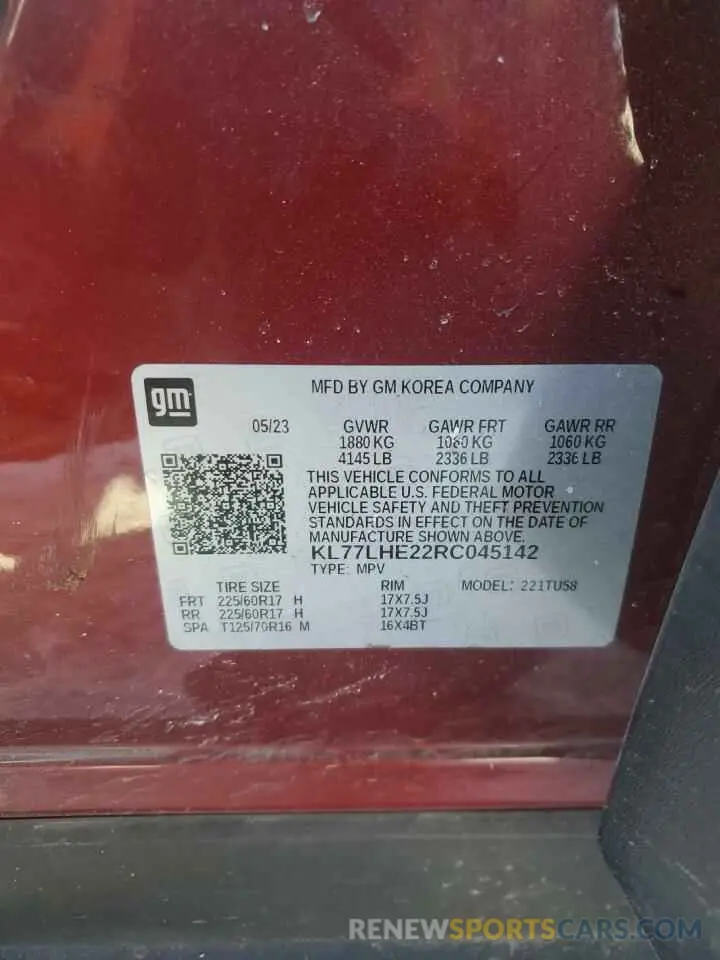 gm
MFD BY GM KOREA COMPANY
05/23 GVWR GAWR FRT GAWR RR
1880 KG 1060 KG 1060 KG
4145 LB 2336 LB 2336 LB
THIS VEHICLE CONFORMS TO ALL
APPLICABLE U.S. FEDERAL MOTOR
VEHICLE SAFETY AND THEFT PREVENTION
STANDARDS IN EFFECT ON THE DATE OF
MANUFACTURE SHOWN ABOVE.
KL77LHE22RC045142
TYPE: MPV
TIRE SIZE RIM MODEL: 221TU58
FRT 225/60R17 H 17X7.5J
RR 225/60R17 H 17X7.5J
SPA T125/70R16 M 16X4BT
RENEWSPORTSCARS.COM